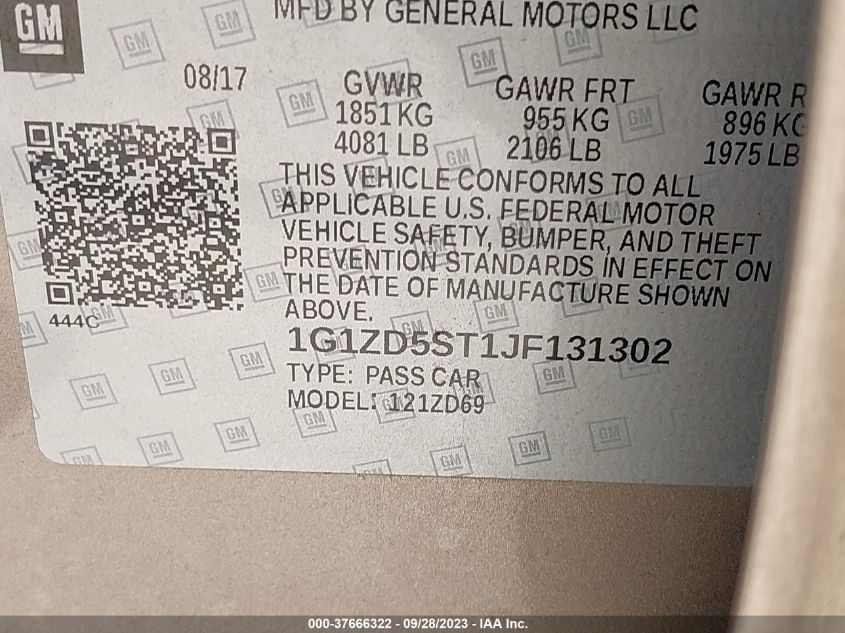 GM
MFD BY GENERAL MOTORS LLC
08/17 GVWR GAWR FRT GAWR R
1851 KG 955 KG 896 KG
4081 LB 2106 LB 1975 LB
THIS VEHICLE CONFORMS TO ALL
APPLICABLE U.S. FEDERAL MOTOR
VEHICLE SAFETY, BUMPER, AND THEFT
PREVENTION STANDARDS IN EFFECT ON
THE DATE OF MANUFACTURE SHOWN
ABOVE.
444C
1G1ZD5ST1JF131302
TYPE: PASS CAR
MODEL: 121ZD69
000-37666322 - 09/28/2023 - IAA Inc.